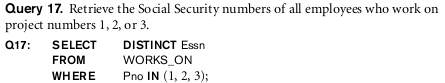 Query 17. Retrieve the Social Security numbers of all employees who work on
project numbers 1, 2, or 3.
Q17: SELECT DISTINCT Essn
FROM WORKS_ON
WHERE Pno IN (1, 2, 3);